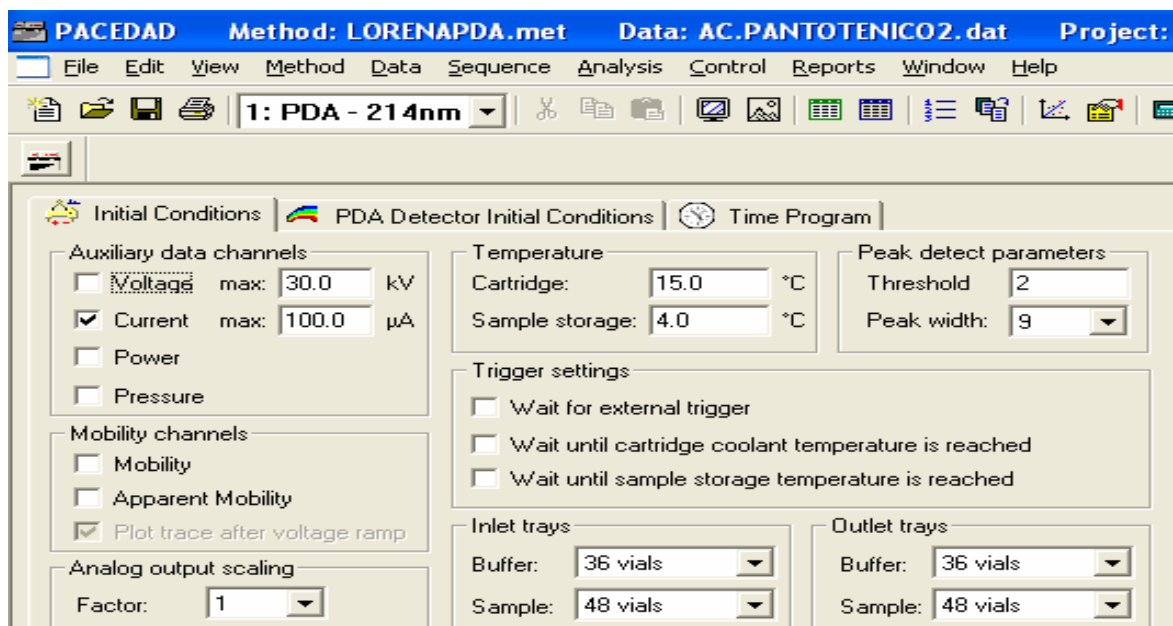 PACEDAD Method: LORENAPDA.met Data: AC.PANTOTENICO2.dat Project:
File Edit View Method Data Sequence Analysis Control Reports Window Help
1: PDA - 214nm
Initial Conditions PDA Detector Initial Conditions Time Program
Auxiliary data channels
Voltage max: 30.0 kV
Current max: 100.0 µA
Power
Pressure
Mobility channels
Mobility
Apparent Mobility
Plot trace after voltage ramp
Analog output scaling
Factor: 1
Temperature
Cartridge: 15.0 °C
Sample storage: 4.0 °C
Peak detect parameters
Threshold 2
Peak width: 9
Trigger settings
Wait for external trigger
Wait until cartridge coolant temperature is reached
Wait until sample storage temperature is reached
Inlet trays
Buffer: 36 vials
Sample: 48 vials
Outlet trays
Buffer: 36 vials
Sample: 48 vials